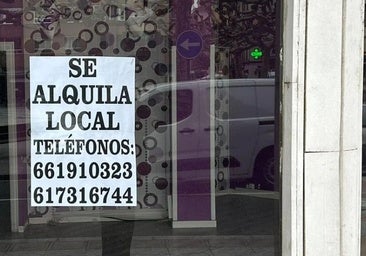 SE
ALQUILA
LOCAL
TELÉFONOS:
661910323
617316744